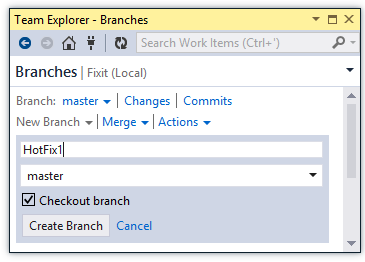 Team Explorer - Branches
Search Work Items (Ctrl+')
Branches | Fixit (Local)
Branch: master | Changes | Commits
New Branch | Merge | Actions
HotFix1
master
Checkout branch
Create Branch Cancel